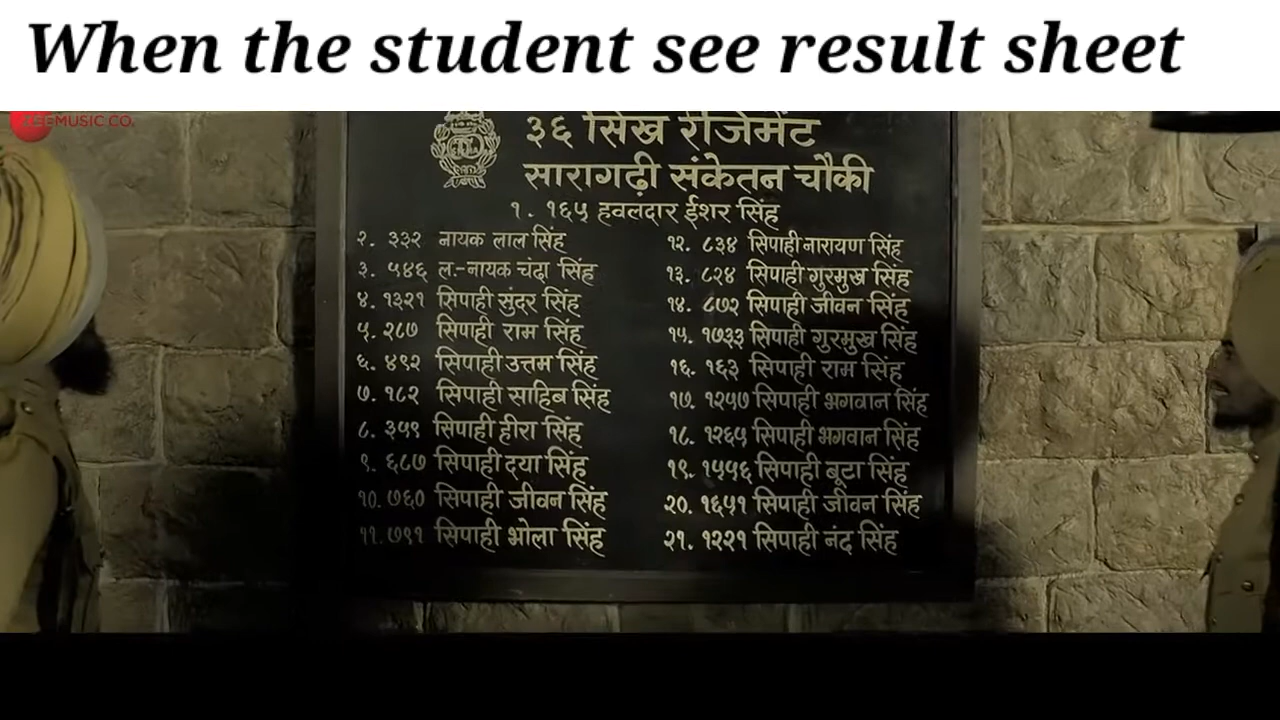 When the student see result sheet
ZEE MUSIC CO.
३६ सिख रेजिमेंट
सारागढ़ी संकेतन चौकी
१. १६५ हवलदार ईशर सिंह
२. ३३२ नायक लाल सिंह
३. ५४६ ल.-नायक चंदा सिंह
४. १३२१ सिपाही सुंदर सिंह
५. २८७ सिपाही राम सिंह
६. ४९२ सिपाही उत्तम सिंह
७. १८२ सिपाही साहिब सिंह
८. ३५९ सिपाही हीरा सिंह
९. ६८७ सिपाही दया सिंह
१०. ७६० सिपाही जीवन सिंह
११. ७९१ सिपाही भोला सिंह
१२. ८३४ सिपाही नारायण सिंह
१३. ८२४ सिपाही गुरमुख सिंह
१४. ८७२ सिपाही जीवन सिंह
१५. १७३३ सिपाही गुरमुख सिंह
१६. १६३ सिपाही राम सिंह
१७. १२५७ सिपाही भगवान सिंह
१८. १२६५ सिपाही भगवान सिंह
१९. १५५६ सिपाही बूटा सिंह
२०. १६५१ सिपाही जीवन सिंह
२१. १२२१ सिपाही नंद सिंह